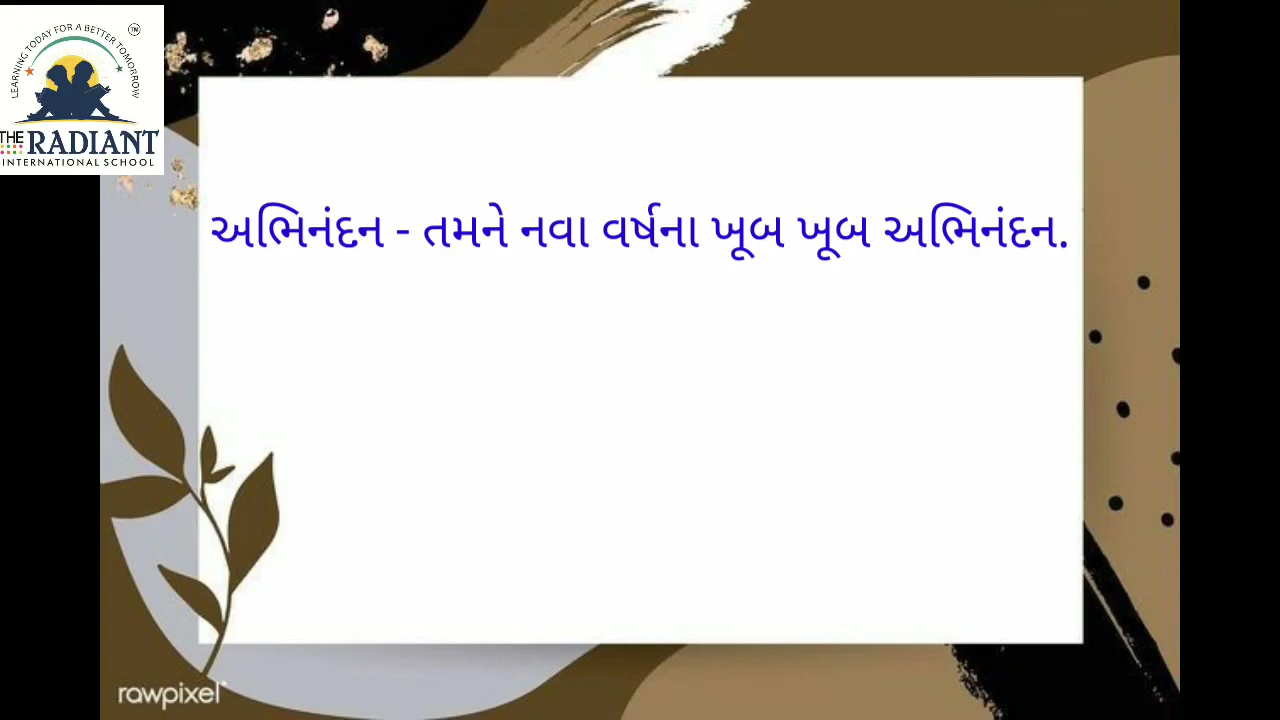 LEARNING TODAY FOR A BETTER TOMORROW
TM
THE RADIANT
INTERNATIONAL SCHOOL
અભિનંદન - તમને નવા વર્ષના ખૂબ ખૂબ અભિનંદન.
rawpixel